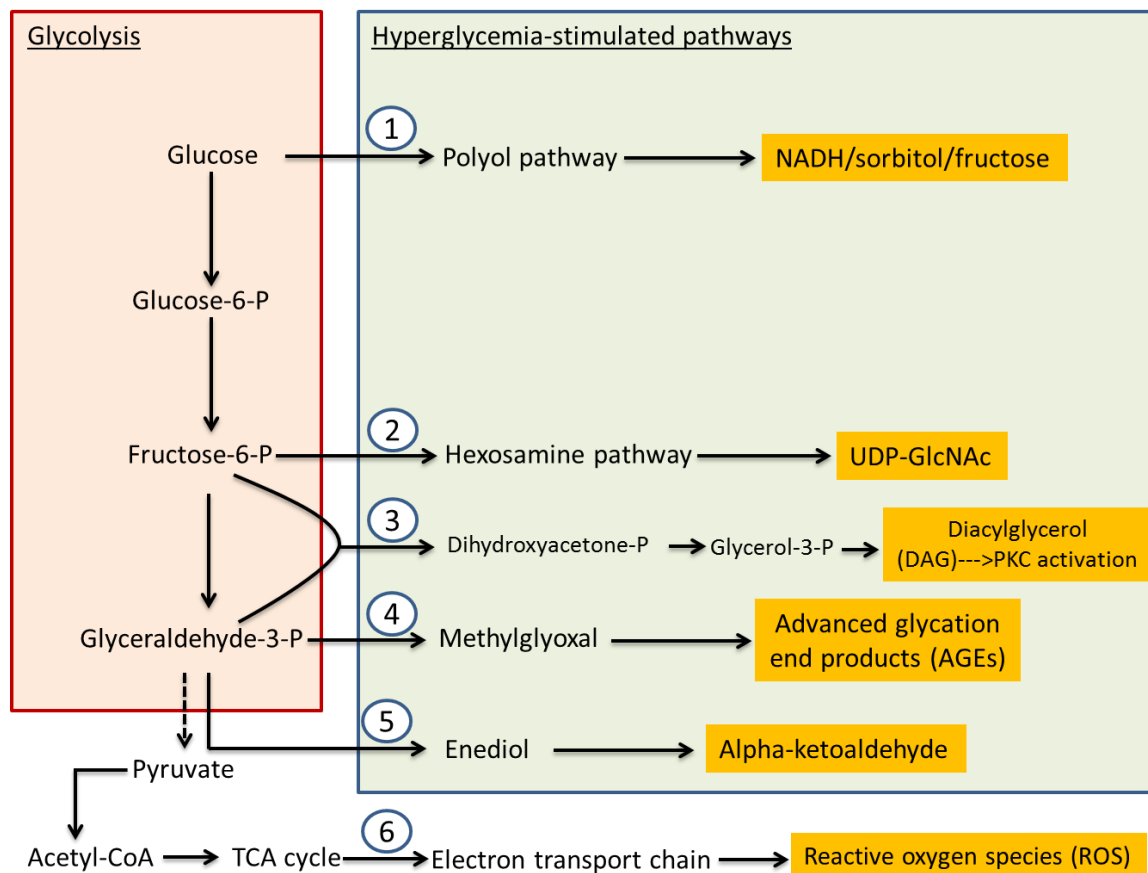 Glycolysis
Hyperglycemia-stimulated pathways
1
Glucose
Polyol pathway
NADH/sorbitol/fructose
Glucose-6-P
2
Fructose-6-P
Hexosamine pathway
UDP-GlcNAc
3
Dihydroxyacetone-P
Glycerol-3-P
Diacylglycerol
(DAG)--->PKC activation
4
Glyceraldehyde-3-P
Methylglyoxal
Advanced glycation
end products (AGEs)
5
Enediol
Alpha-ketoaldehyde
Pyruvate
6
Acetyl-CoA
TCA cycle
Electron transport chain
Reactive oxygen species (ROS)